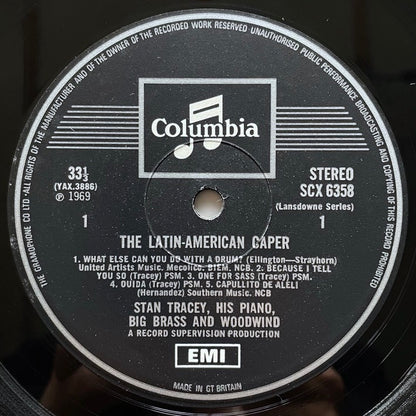 THE GRAMOPHONE CO LTD · ALL RIGHTS OF THE MANUFACTURER AND OF THE OWNER OF THE RECORDED WORK RESERVED UNAUTHORISED PUBLIC PERFORMANCE BROADCASTING AND COPYING OF THIS RECORD PROHIBITED
Columbia
33⅓
(YAX.3886)
℗ 1969
1
STEREO
SCX 6358
(Lansdowne Series)
1
THE LATIN-AMERICAN CAPER
1. WHAT ELSE CAN YOU DO WITH A DRUM? (Ellington—Strayhorn)
United Artists Music. Mecolico. BIEM. NCB. 2. BECAUSE I TELL
YOU SO (Tracey) PSM. 3. ONE FOR SASS (Tracey) PSM.
4. OUIDA (Tracey) PSM. 5. CAPULLITO DE ALELI
(Hernandez) Southern Music. NCB
STAN TRACEY, HIS PIANO,
BIG BRASS AND WOODWIND
A RECORD SUPERVISION PRODUCTION
EMI
MADE IN GT BRITAIN